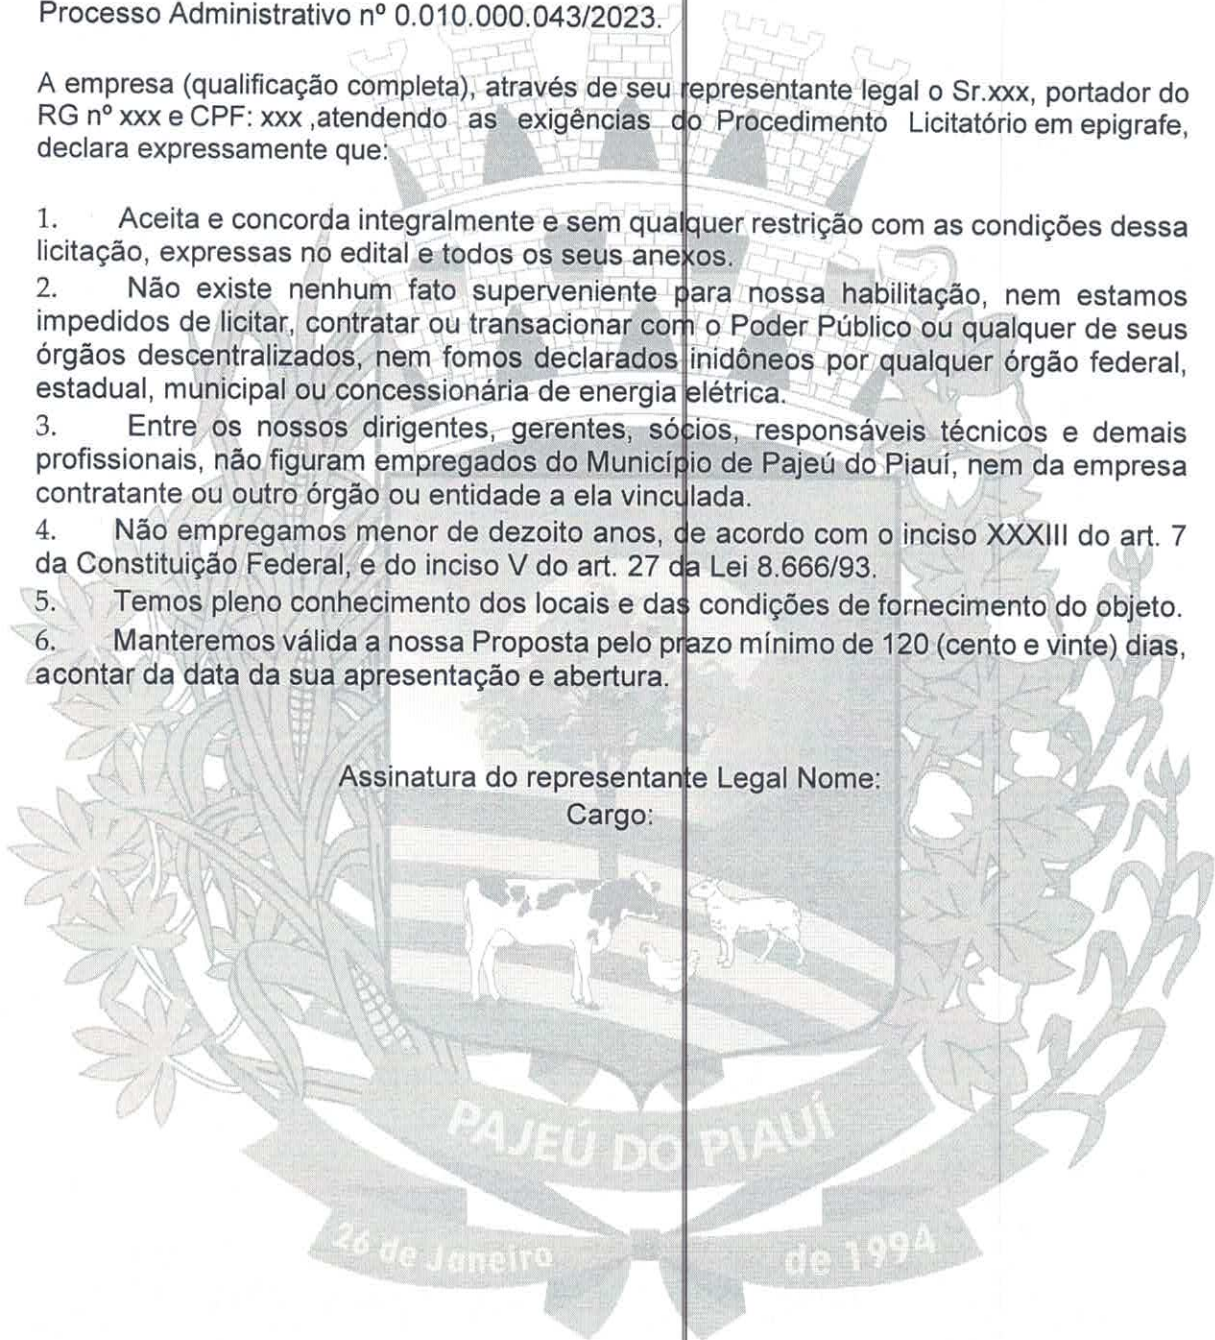 Processo Administrativo nº 0.010.000.043/2023.
A empresa (qualificação completa), através de seu representante legal o Sr.xxx, portador do
RG nº xxx e CPF: xxx ,atendendo as exigências do Procedimento Licitatório em epigrafe,
declara expressamente que:
1. Aceita e concorda integralmente e sem qualquer restrição com as condições dessa
licitação, expressas no edital e todos os seus anexos.
2. Não existe nenhum fato superveniente para nossa habilitação, nem estamos
impedidos de licitar, contratar ou transacionar com o Poder Público ou qualquer de seus
órgãos descentralizados, nem fomos declarados inidôneos por qualquer órgão federal,
estadual, municipal ou concessionária de energia elétrica.
3. Entre os nossos dirigentes, gerentes, sócios, responsáveis técnicos e demais
profissionais, não figuram empregados do Município de Pajeú do Piauí, nem da empresa
contratante ou outro órgão ou entidade a ela vinculada.
4. Não empregamos menor de dezoito anos, de acordo com o inciso XXXIII do art. 7
da Constituição Federal, e do inciso V do art. 27 da Lei 8.666/93.
5. Temos pleno conhecimento dos locais e das condições de fornecimento do objeto.
6. Manteremos válida a nossa Proposta pelo prazo mínimo de 120 (cento e vinte) dias,
acontar da data da sua apresentação e abertura.
Assinatura do representante Legal Nome:
Cargo:
PAJEÚ DO PIAUÍ
26 de Janeiro de 1994